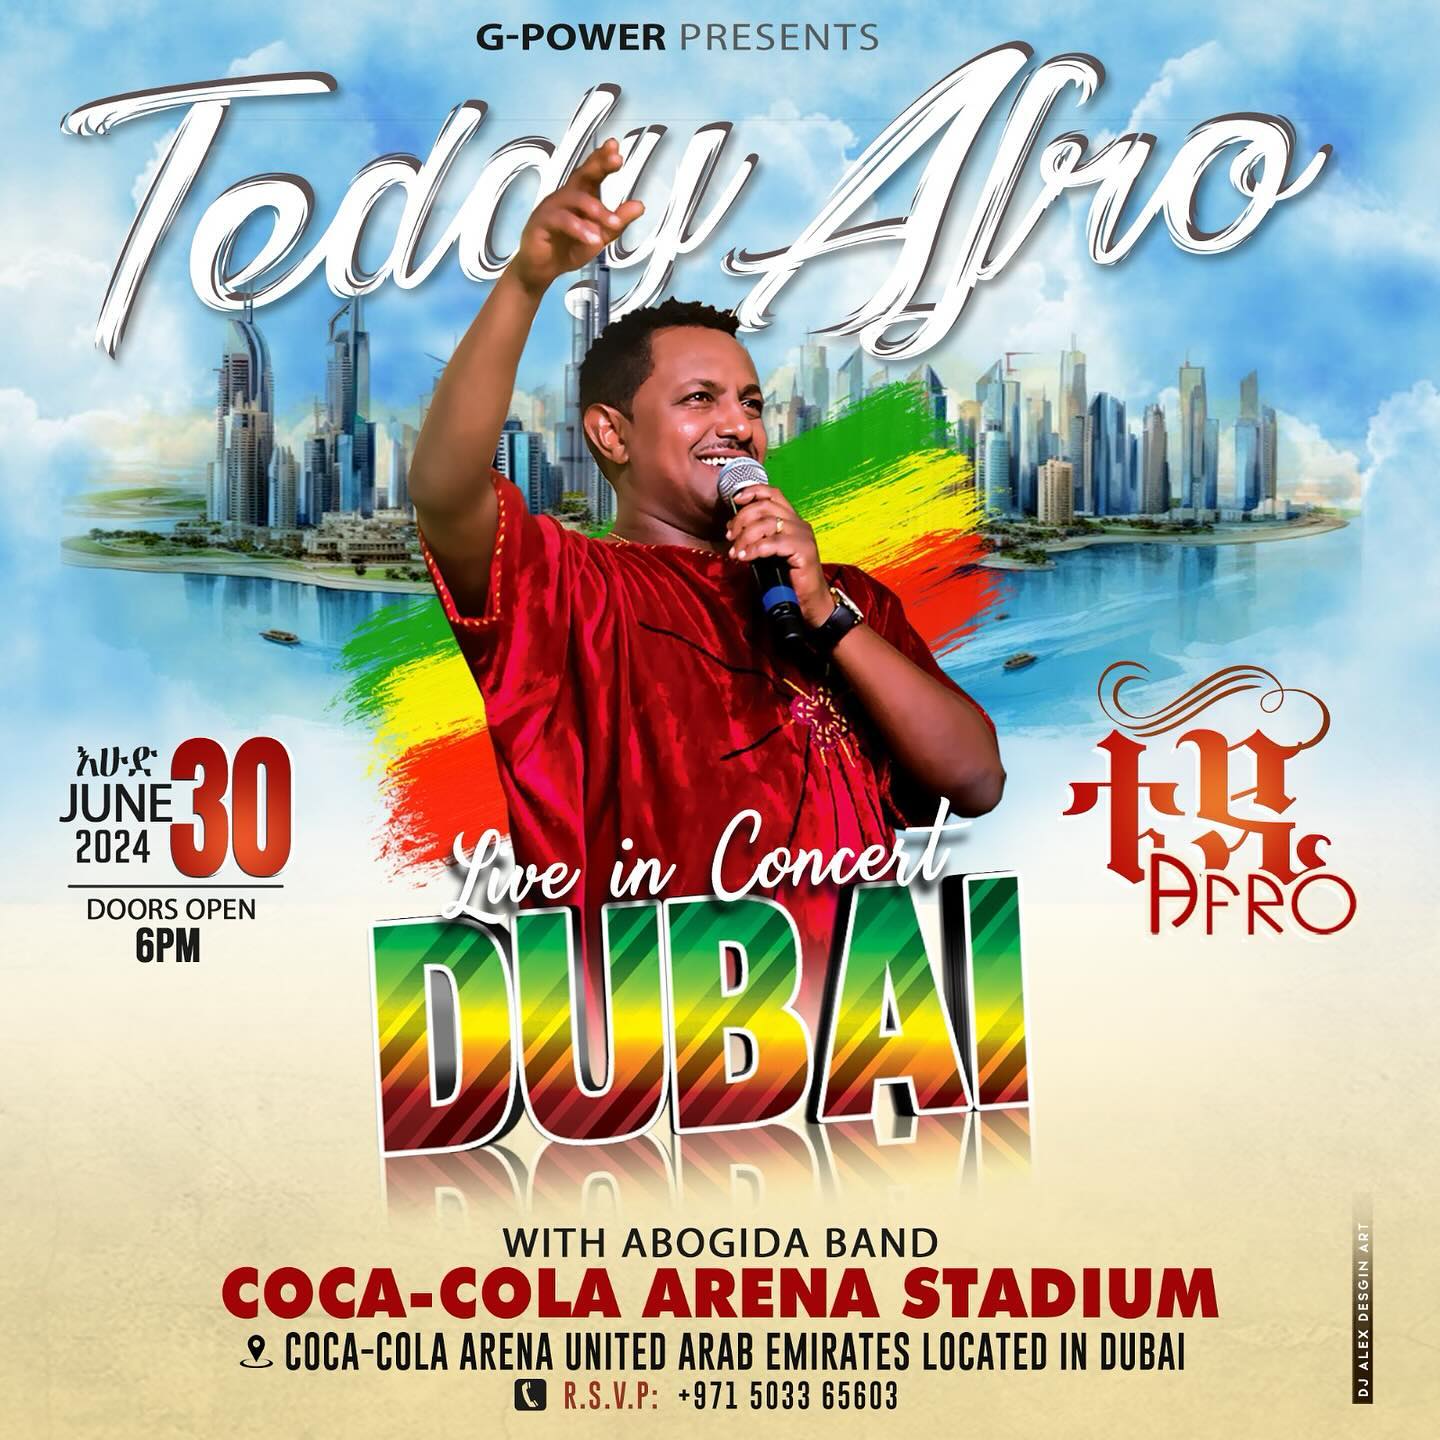 G-POWER PRESENTS
Teddy Afro
እሁድ
JUNE 30
2024
DOORS OPEN
6PM
ቴዲ
AFRO
Live in Concert
DUBAI
WITH ABOGIDA BAND
COCA-COLA ARENA STADIUM
COCA-COLA ARENA UNITED ARAB EMIRATES LOCATED IN DUBAI
R.S.V.P: +971 5033 65603
DJ ALEX DESGIN ART